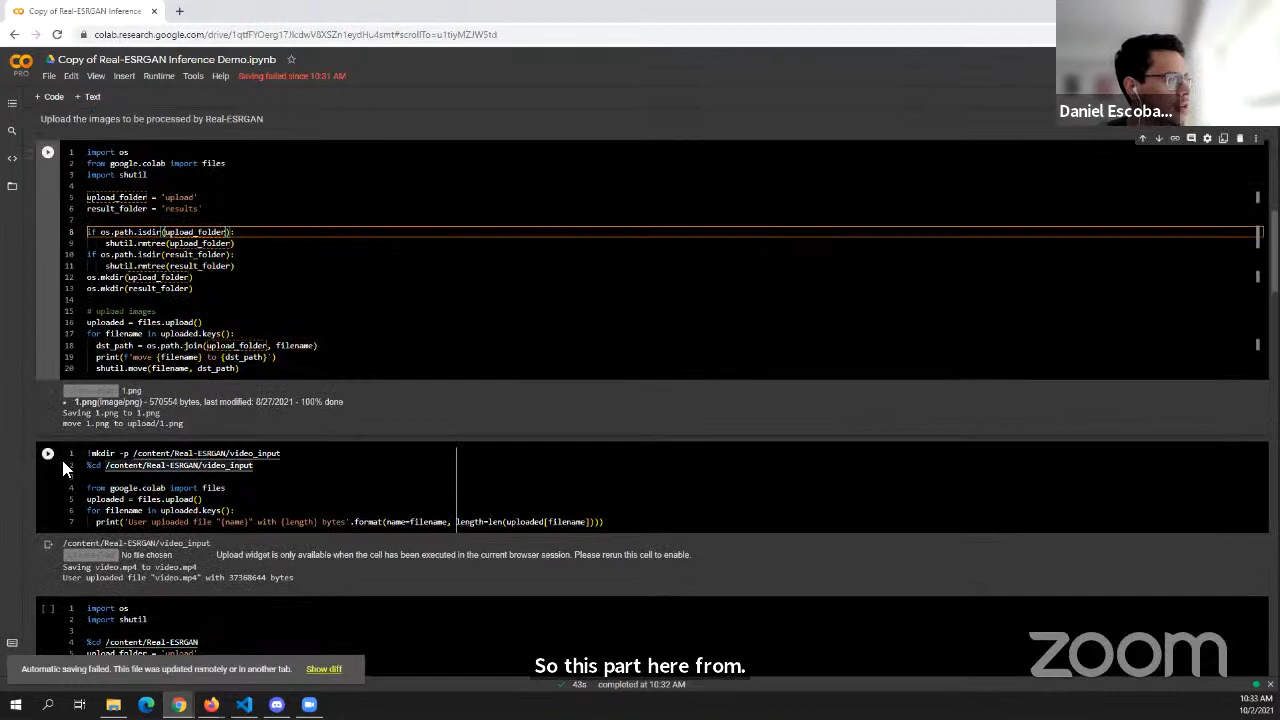 Copy of Real-ESRGAN Inference
colab.research.google.com/drive/1qtfFYOerg17JIcdwV8XSZn1eydHu4smt#scrollTo=u1tiyMZJW5td
Copy of Real-ESRGAN Inference Demo.ipynb
PRO
File Edit View Insert Runtime Tools Help Saving failed since 10:31 AM
+ Code + Text
Daniel Escoba...
Upload the images to be processed by Real-ESRGAN
1 import os
2 from google.colab import files
3 import shutil
4
5 upload_folder = 'upload'
6 result_folder = 'results'
7
8 if os.path.isdir(upload_folder):
9 shutil.rmtree(upload_folder)
10 if os.path.isdir(result_folder):
11 shutil.rmtree(result_folder)
12 os.mkdir(upload_folder)
13 os.mkdir(result_folder)
14
15 # upload images
16 uploaded = files.upload()
17 for filename in uploaded.keys():
18 dst_path = os.path.join(upload_folder, filename)
19 print(f'move {filename} to {dst_path}')
20 shutil.move(filename, dst_path)
1.png
1.png(image/png) - 570554 bytes, last modified: 8/27/2021 - 100% done
Saving 1.png to 1.png
move 1.png to upload/1.png
1 !mkdir -p /content/Real-ESRGAN/video_input
2 %cd /content/Real-ESRGAN/video_input
3
4 from google.colab import files
5 uploaded = files.upload()
6 for filename in uploaded.keys():
7 print('User uploaded file "{name}" with {length} bytes'.format(name=filename, length=len(uploaded[filename])))
/content/Real-ESRGAN/video_input
No file chosen Upload widget is only available when the cell has been executed in the current browser session. Please rerun this cell to enable.
Saving video.mp4 to video.mp4
User uploaded file "video.mp4" with 37368644 bytes
[ ] 1 import os
2 import shutil
3
4 %cd /content/Real-ESRGAN
5 upload_folder = 'upload'
Automatic saving failed. This file was updated remotely or in another tab. Show diff
So this part here from.
zoom
43s completed at 10:32 AM
10:33 AM
10/2/2021